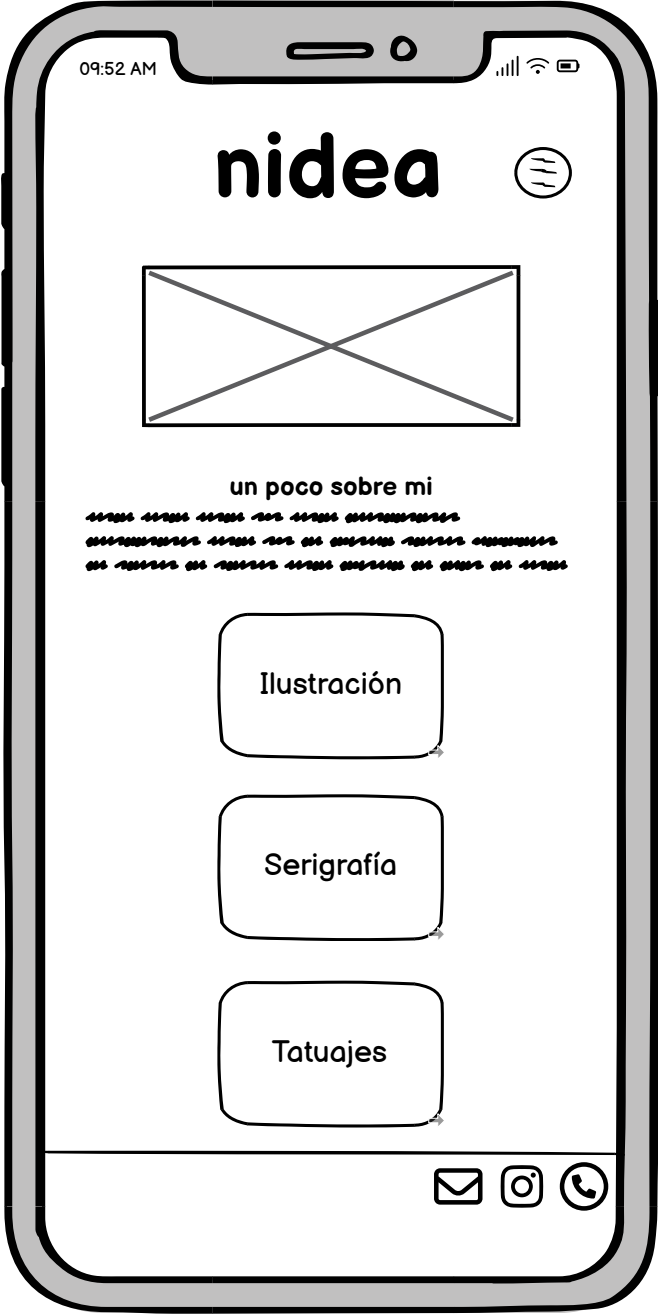 09:52 AM
nidea
un poco sobre mi
Ilustración
Serigrafía
Tatuajes